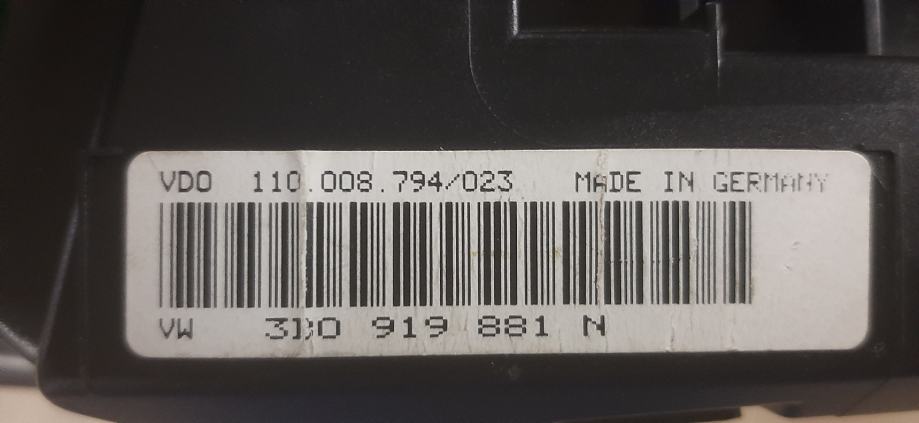 VDO 110.008.794/023 MADE IN GERMANY
VW 3D0 919 881 N